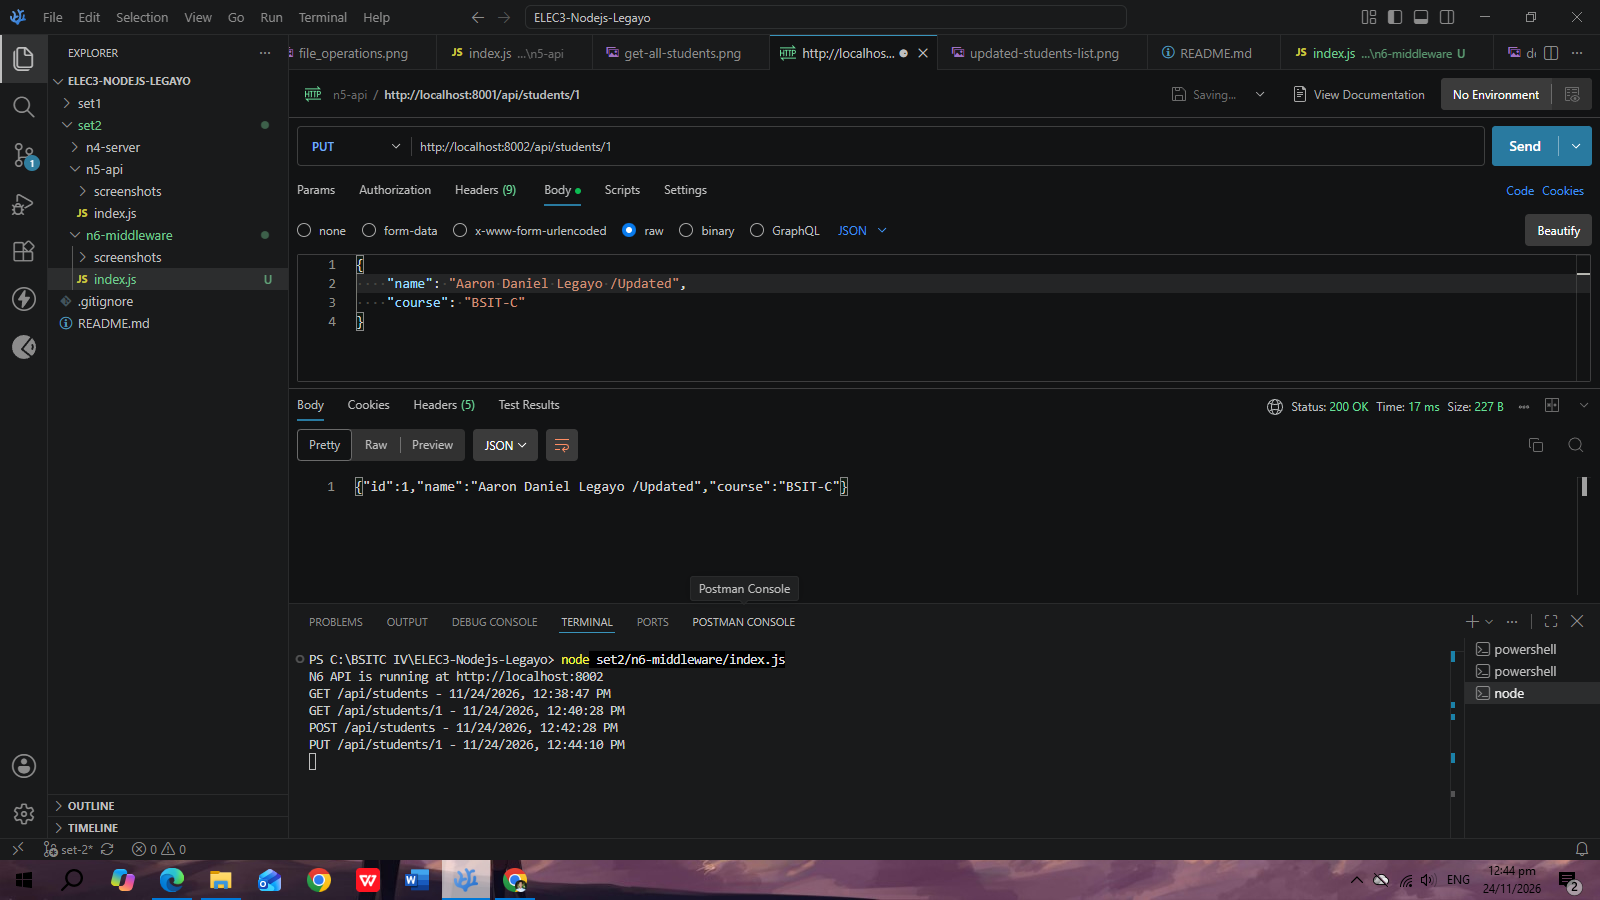 File Edit Selection View Go Run Terminal Help
ELEC3-Nodejs-Legayo
EXPLORER
file_operations.png
index.js ...\n5-api
get-all-students.png
http://localhos...
updated-students-list.png
README.md
index.js ...\n6-middleware U
ELEC3-NODEJS-LEGAYO
set1
set2
n4-server
n5-api
screenshots
index.js
n6-middleware
screenshots
index.js U
.gitignore
README.md
OUTLINE
TIMELINE
HTTP n5-api / http://localhost:8001/api/students/1
Saving...
View Documentation
No Environment
PUT http://localhost:8002/api/students/1
Send
Params Authorization Headers (9) Body Scripts Settings
Code Cookies
none form-data x-www-form-urlencoded raw binary GraphQL JSON
Beautify
1 {
2 "name": "Aaron Daniel Legayo /Updated",
3 "course": "BSIT-C"
4 }
Body Cookies Headers (5) Test Results
Status: 200 OK Time: 17 ms Size: 227 B
Pretty Raw Preview JSON
1 {"id":1,"name":"Aaron Daniel Legayo /Updated","course":"BSIT-C"}
Postman Console
PROBLEMS OUTPUT DEBUG CONSOLE TERMINAL PORTS POSTMAN CONSOLE
PS C:\BSITC IV\ELEC3-Nodejs-Legayo> node set2/n6-middleware/index.js
N6 API is running at http://localhost:8002
GET /api/students - 11/24/2026, 12:38:47 PM
GET /api/students/1 - 11/24/2026, 12:40:28 PM
POST /api/students - 11/24/2026, 12:42:28 PM
PUT /api/students/1 - 11/24/2026, 12:44:10 PM
powershell
powershell
node
set-2* 0 0
ENG
12:44 pm
24/11/2026
2